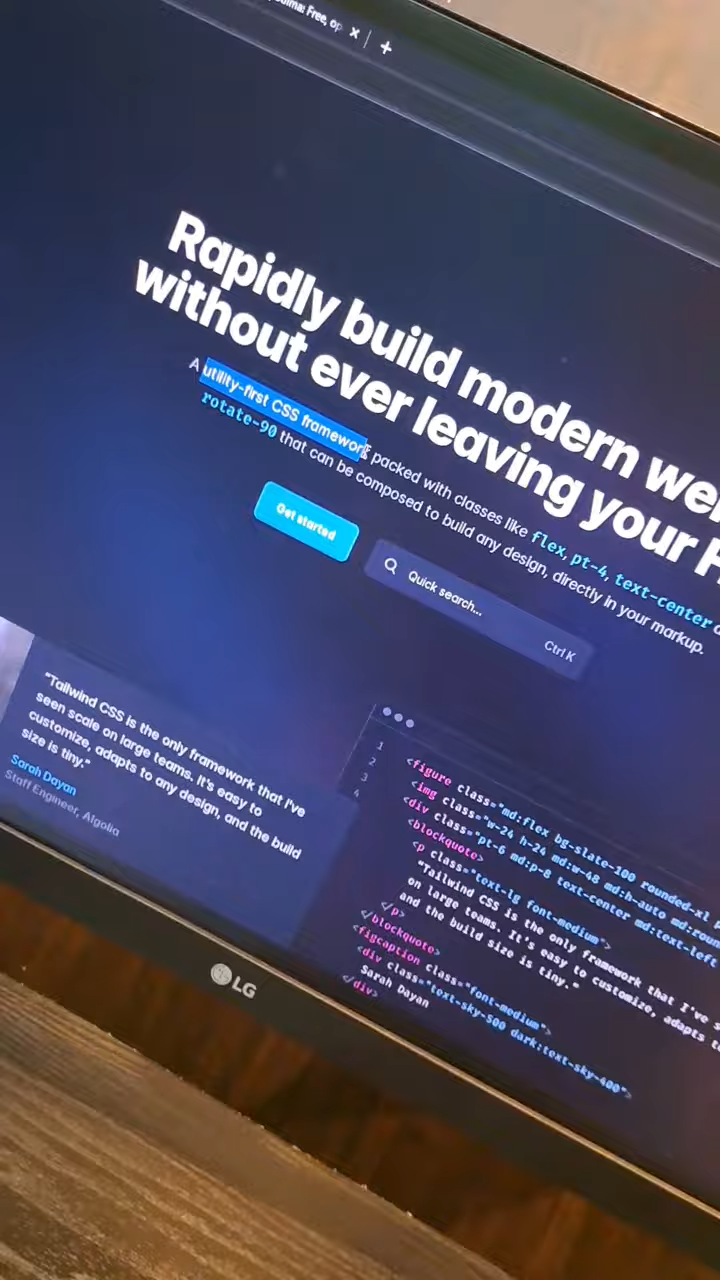 Free, op
Rapidly build modern
without ever leaving your
A utility-first CSS framework packed with classes like flex, pt-4, text-center
rotate-90 that can be composed to build any design, directly in your markup.
Get started
Quick search...
Ctrl K
"Tailwind CSS is the only framework that I've
seen scale on large teams. It's easy to
customize, adapts to any design, and the build
size is tiny."
Sarah Dayan
Staff Engineer, Algolia
1
2
3
4
<figure class="md:flex bg-slate-100 rounded-xl
<img class="w-24 h-24 md:w-48 md:h-auto
<div class="pt-6 md:p-8 text-center md:text-left
<blockquote>
<p class="text-lg font-medium">
"Tailwind CSS is the only framework that I've
on large teams. It's easy to customize, adapts
and the build size is tiny."
</p>
</blockquote>
<figcaption class="font-medium">
<div class="text-sky-500 dark:text-sky-400">
Sarah Dayan
</div>
LG